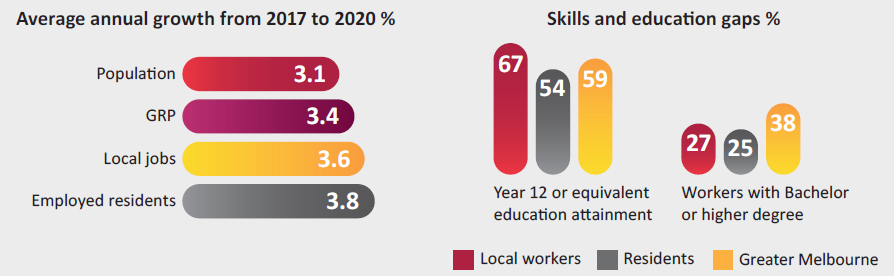 Average annual growth from 2017 to 2020 %
Population
3.1
GRP
3.4
Local jobs
3.6
Employed residents
3.8
Skills and education gaps %
67
54
59
Year 12 or equivalent
education attainment
27
25
38
Workers with Bachelor
or higher degree
Local workers
Residents
Greater Melbourne